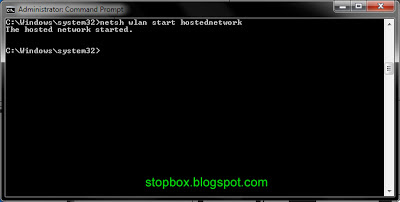 Administrator: Command Prompt
C:\Windows\system32>netsh wlan start hostednetwork
The hosted network started.
C:\Windows\system32>
stopbox.blogspot.com